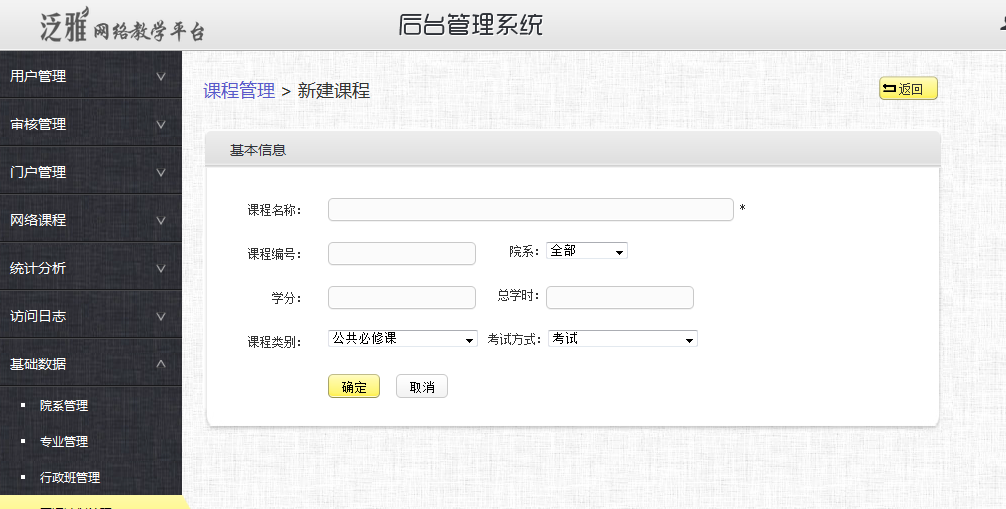 泛雅网络教学平台
后台管理系统
用户管理
审核管理
门户管理
网络课程
统计分析
访问日志
基础数据
院系管理
专业管理
行政班管理
课程管理 > 新建课程
返回
基本信息
课程名称： *
课程编号： 院系： 全部
学分： 总学时：
课程类别： 公共必修课 考试方式： 考试
确定 取消